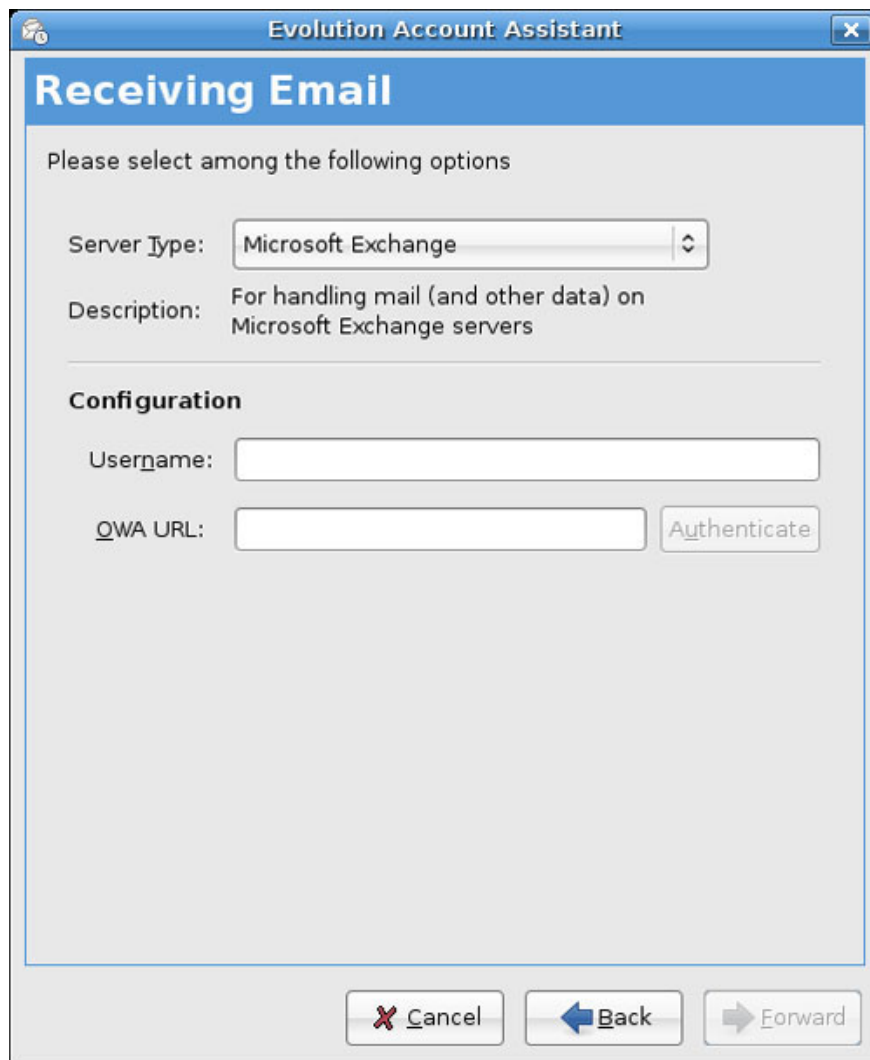 Evolution Account Assistant
Receiving Email
Please select among the following options
Server Type: Microsoft Exchange
Description: For handling mail (and other data) on
Microsoft Exchange servers
Configuration
Username:
OWA URL: Authenticate
Cancel Back Forward